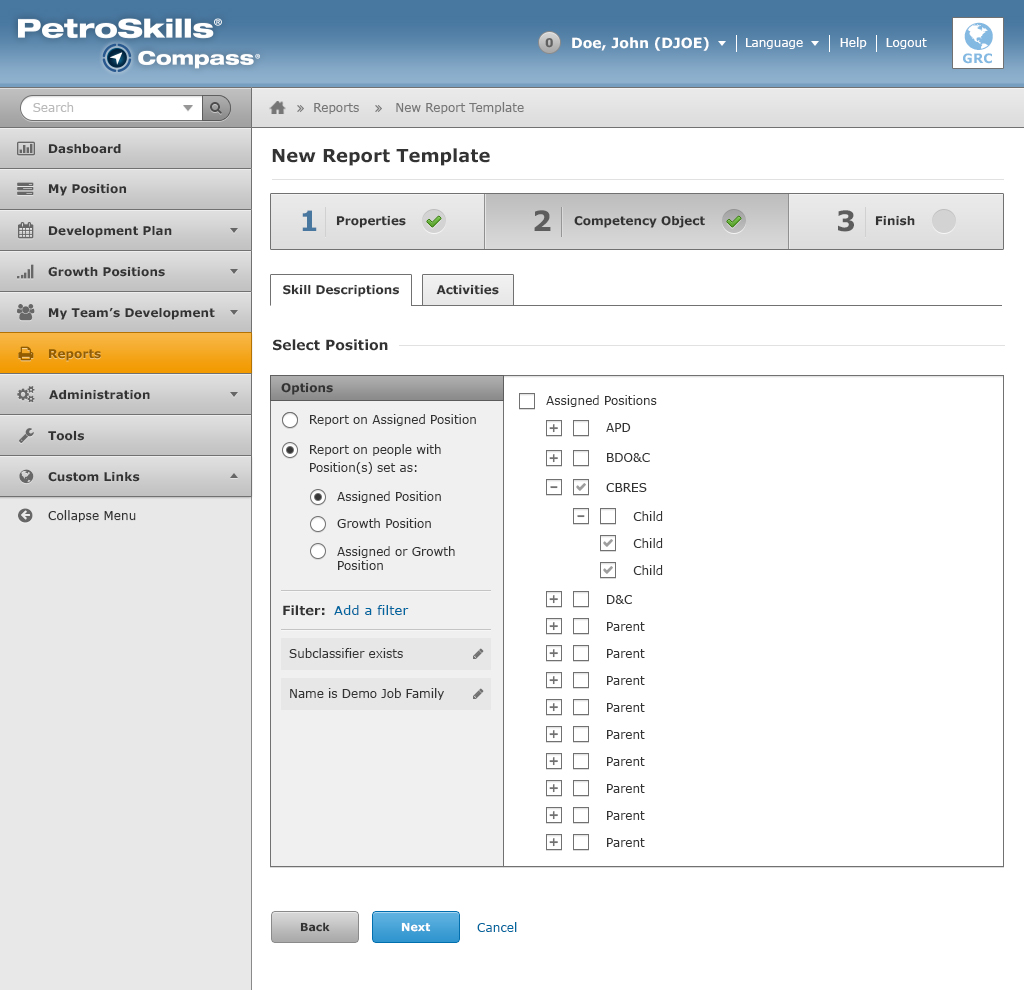 PetroSkills®
Compass®
0 Doe, John (DJOE) Language Help Logout
GRC
Search
» Reports » New Report Template
Dashboard
My Position
Development Plan
Growth Positions
My Team's Development
Reports
Administration
Tools
Custom Links
Collapse Menu
New Report Template
1 Properties 2 Competency Object 3 Finish
Skill Descriptions Activities
Select Position
Options
Report on Assigned Position
Report on people with
Position(s) set as:
Assigned Position
Growth Position
Assigned or Growth
Position
Filter: Add a filter
Subclassifier exists
Name is Demo Job Family
Assigned Positions
APD
BDO&C
CBRES
Child
Child
Child
D&C
Parent
Parent
Parent
Parent
Parent
Parent
Parent
Parent
Parent
Back Next Cancel